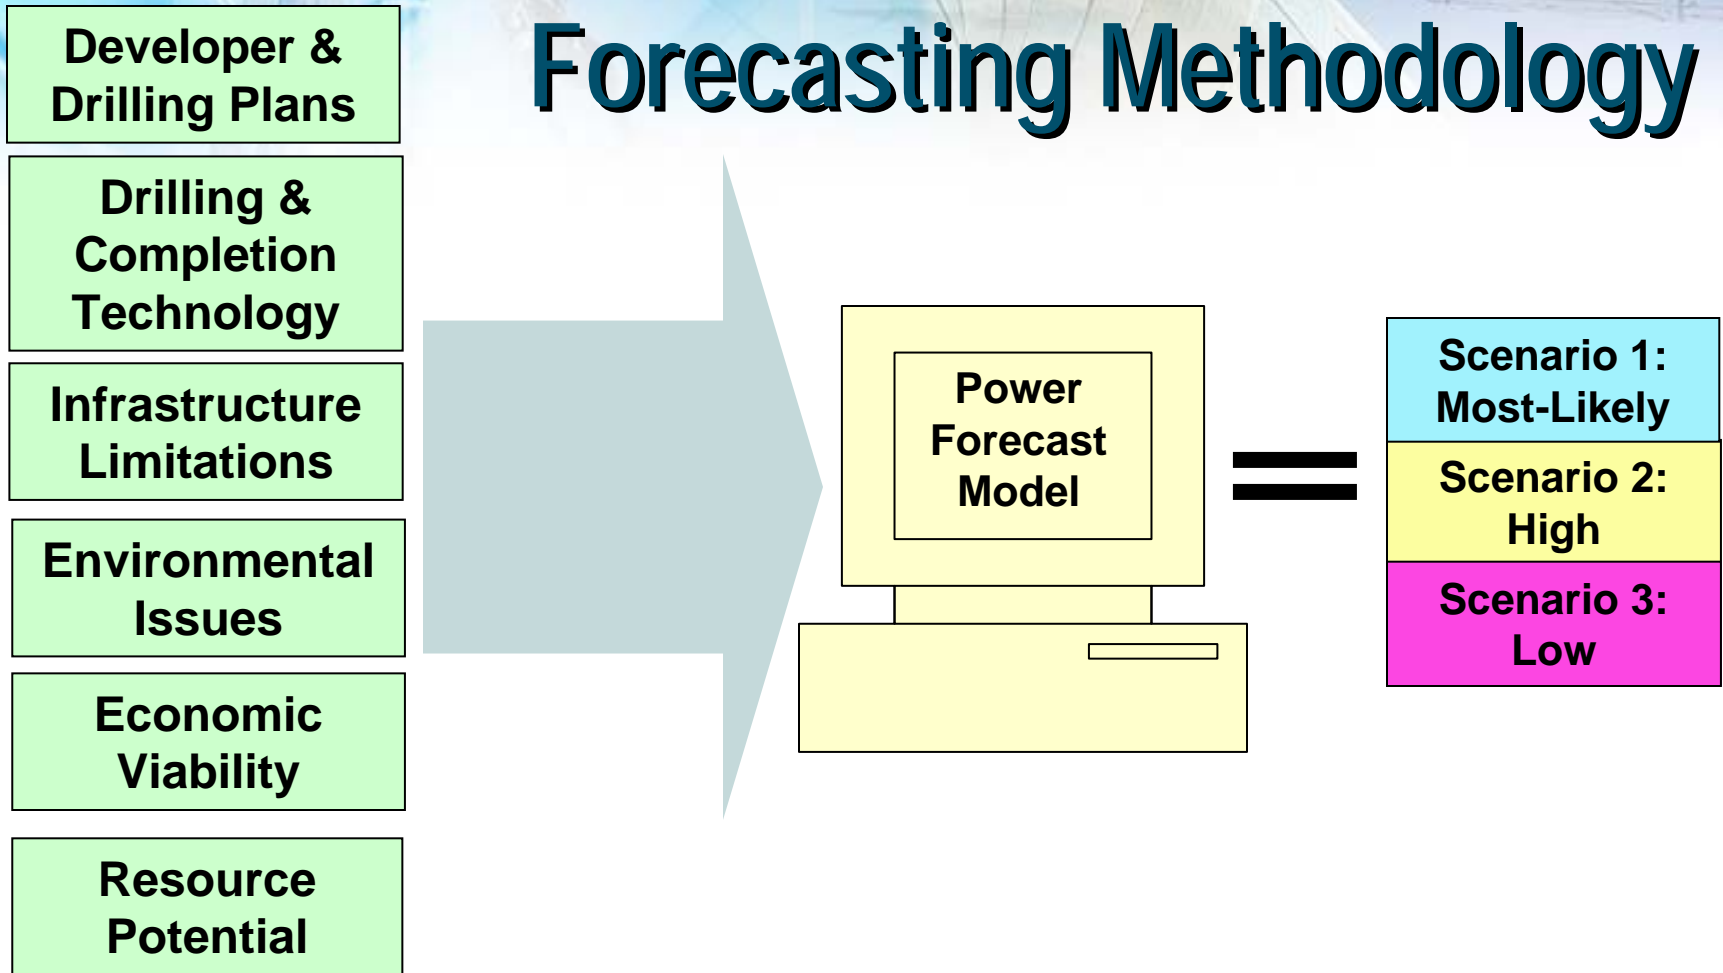 Forecasting Methodology
Developer &
Drilling Plans
Drilling &
Completion
Technology
Infrastructure
Limitations
Environmental
Issues
Economic
Viability
Resource
Potential
Power
Forecast
Model
Scenario 1:
Most-Likely
Scenario 2:
High
Scenario 3:
Low